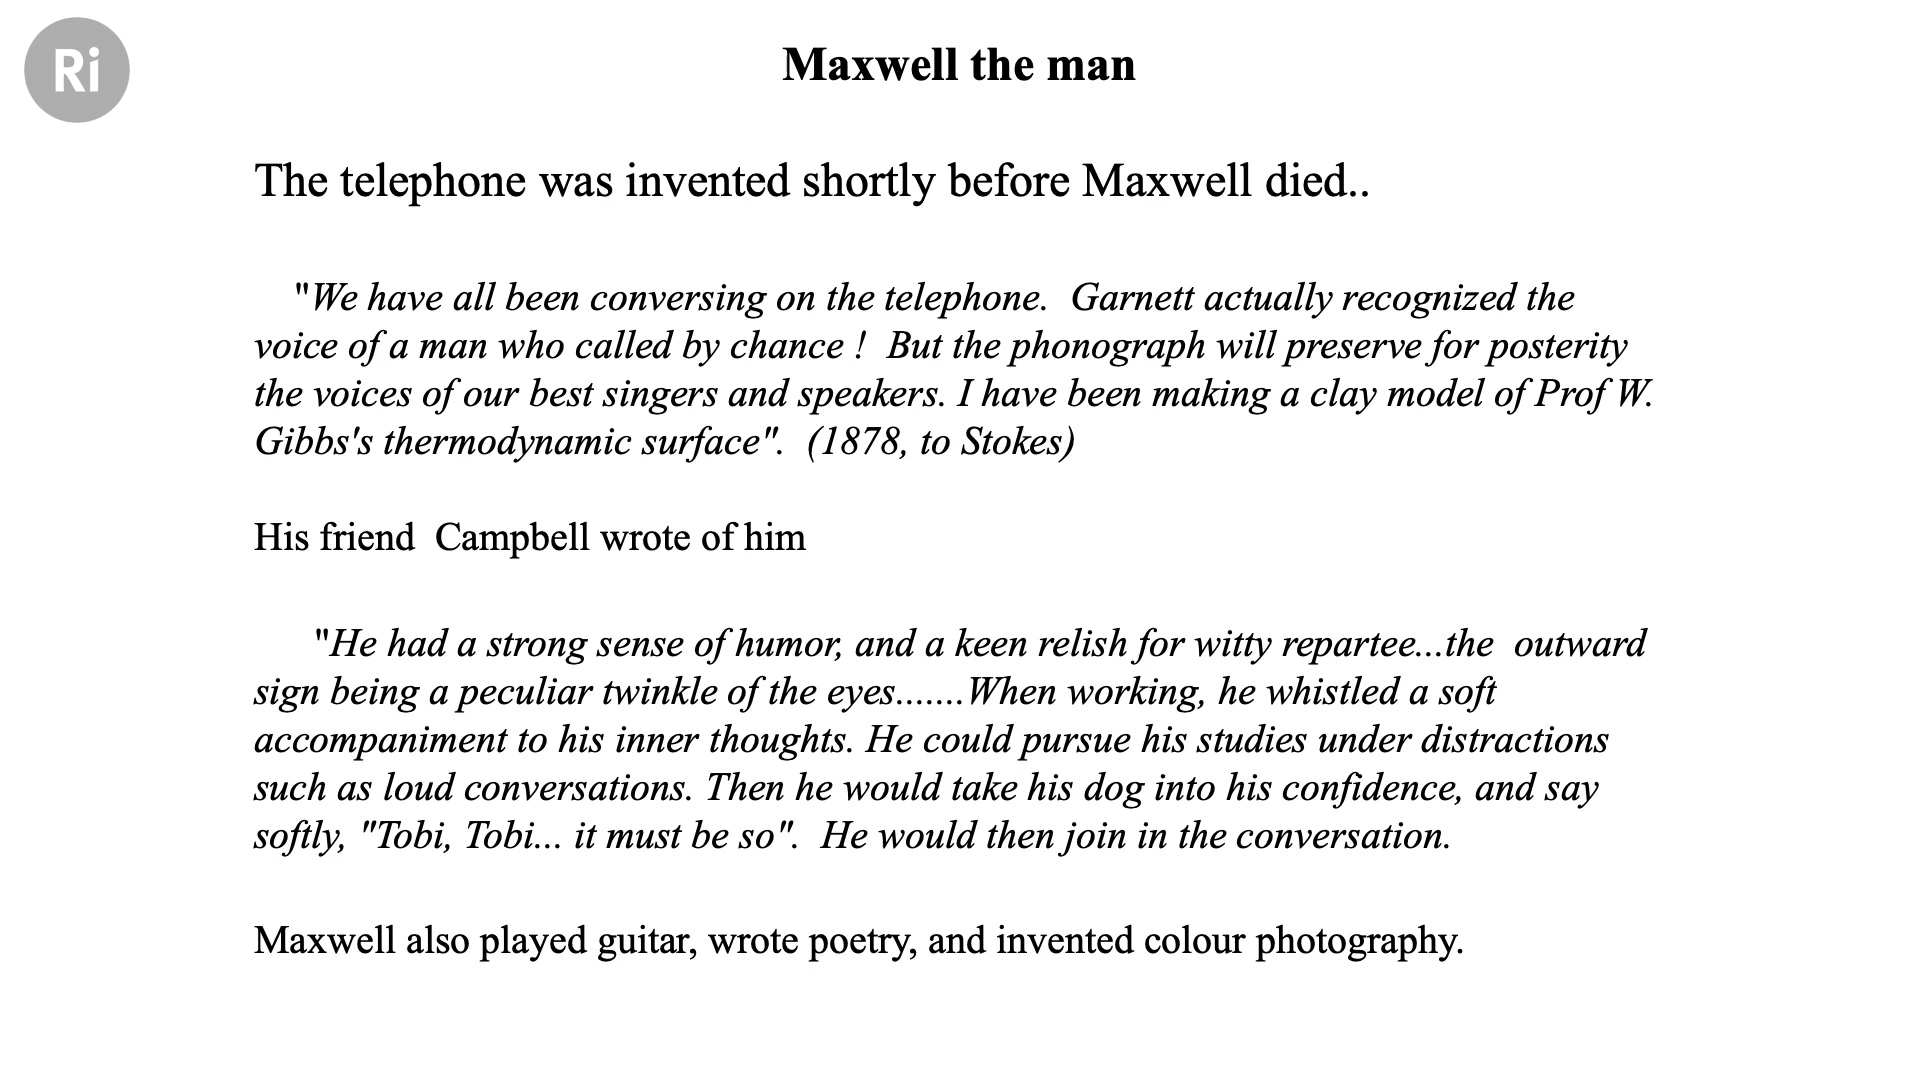 Ri
Maxwell the man
The telephone was invented shortly before Maxwell died..
"We have all been conversing on the telephone.  Garnett actually recognized the
voice of a man who called by chance !  But the phonograph will preserve for posterity
the voices of our best singers and speakers. I have been making a clay model of Prof W.
Gibbs's thermodynamic surface".  (1878, to Stokes)
His friend  Campbell wrote of him
"He had a strong sense of humor, and a keen relish for witty repartee...the  outward
sign being a peculiar twinkle of the eyes.......When working, he whistled a soft
accompaniment to his inner thoughts. He could pursue his studies under distractions
such as loud conversations. Then he would take his dog into his confidence, and say
softly, "Tobi, Tobi... it must be so".  He would then join in the conversation.
Maxwell also played guitar, wrote poetry, and invented colour photography.